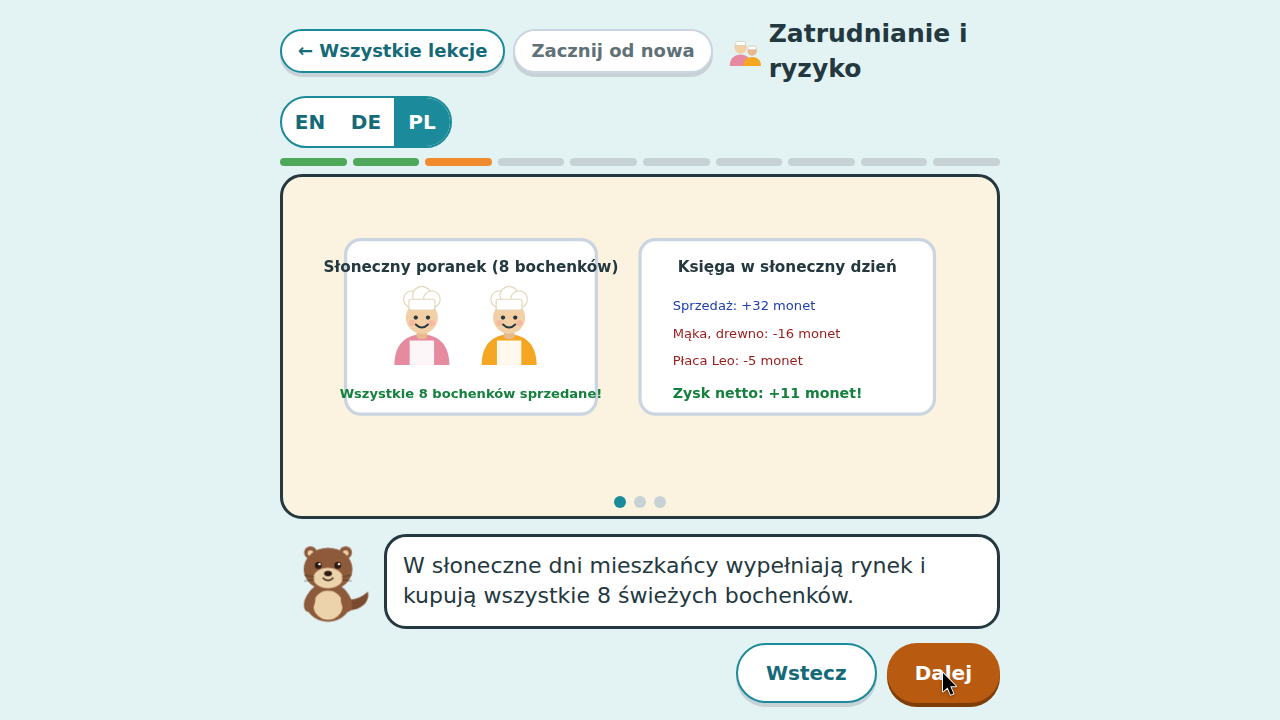 ← Wszystkie lekcje
Zacznij od nowa
Zatrudnianie i
ryzyko
EN DE PL
Słoneczny poranek (8 bochenków)
Wszystkie 8 bochenków sprzedane!
Księga w słoneczny dzień
Sprzedaż: +32 monet
Mąka, drewno: -16 monet
Płaca Leo: -5 monet
Zysk netto: +11 monet!
W słoneczne dni mieszkańcy wypełniają rynek i
kupują wszystkie 8 świeżych bochenków.
Wstecz
Dalej